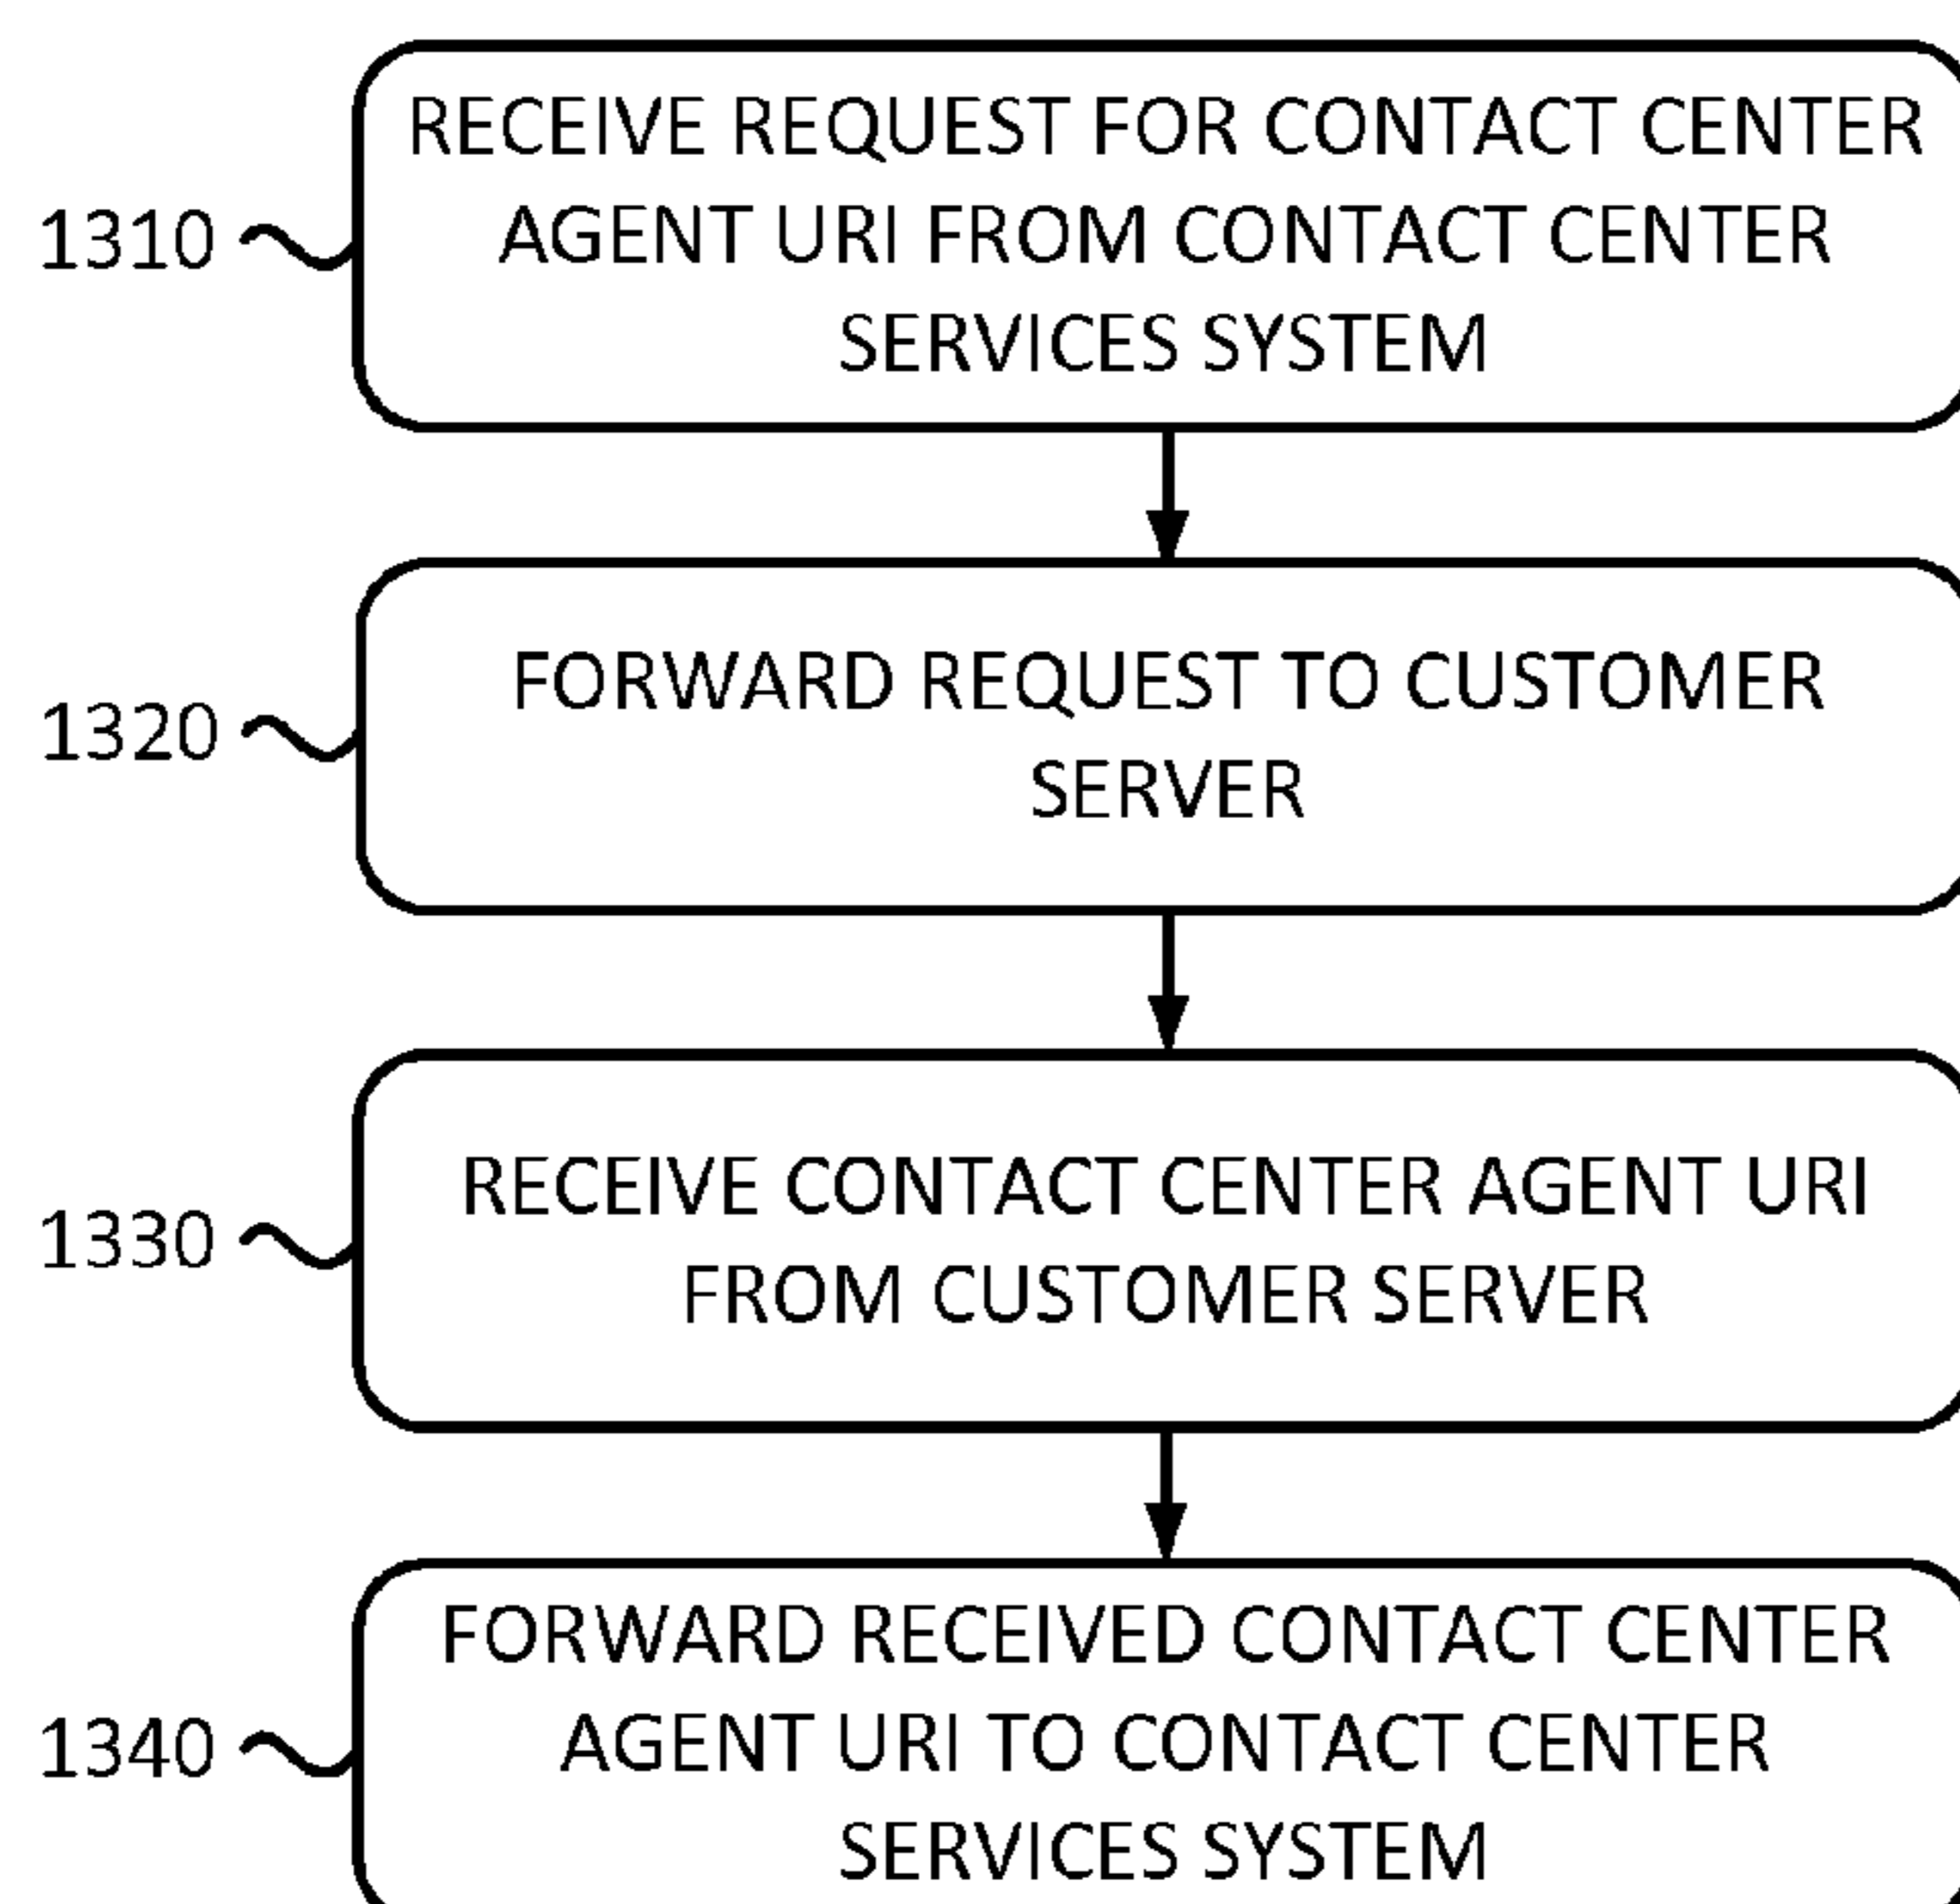 RECEIVE REQUEST FOR CONTACT CENTER
AGENT URI FROM CONTACT CENTER
SERVICES SYSTEM
1310
FORWARD REQUEST TO CUSTOMER
SERVER
1320
RECEIVE CONTACT CENTER AGENT URI
FROM CUSTOMER SERVER
1330
FORWARD RECEIVED CONTACT CENTER
AGENT URI TO CONTACT CENTER
SERVICES SYSTEM
1340